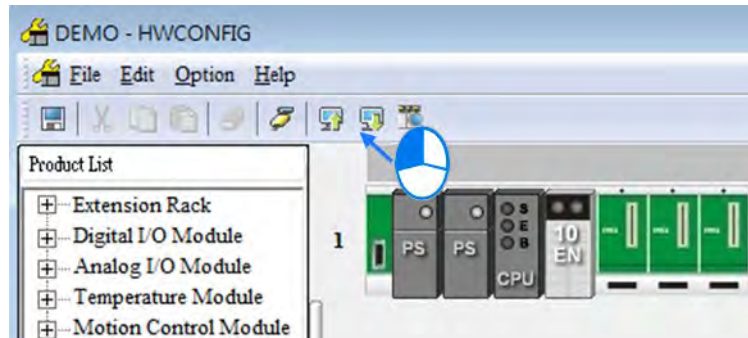 DEMO - HWCONFIG
File Edit Option Help
Product List
Extension Rack
Digital I/O Module
Analog I/O Module
Temperature Module
Motion Control Module
1
PS
PS
S
E
B
CPU
10
EN